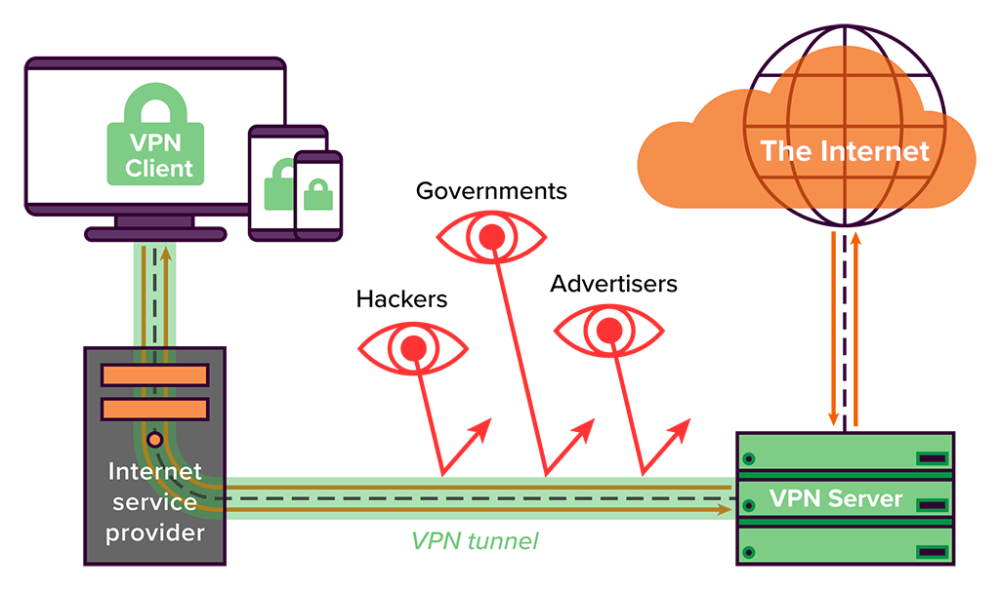 VPN
Client
The Internet
Governments
Advertisers
Hackers
Internet
service
provider
VPN Server
VPN tunnel